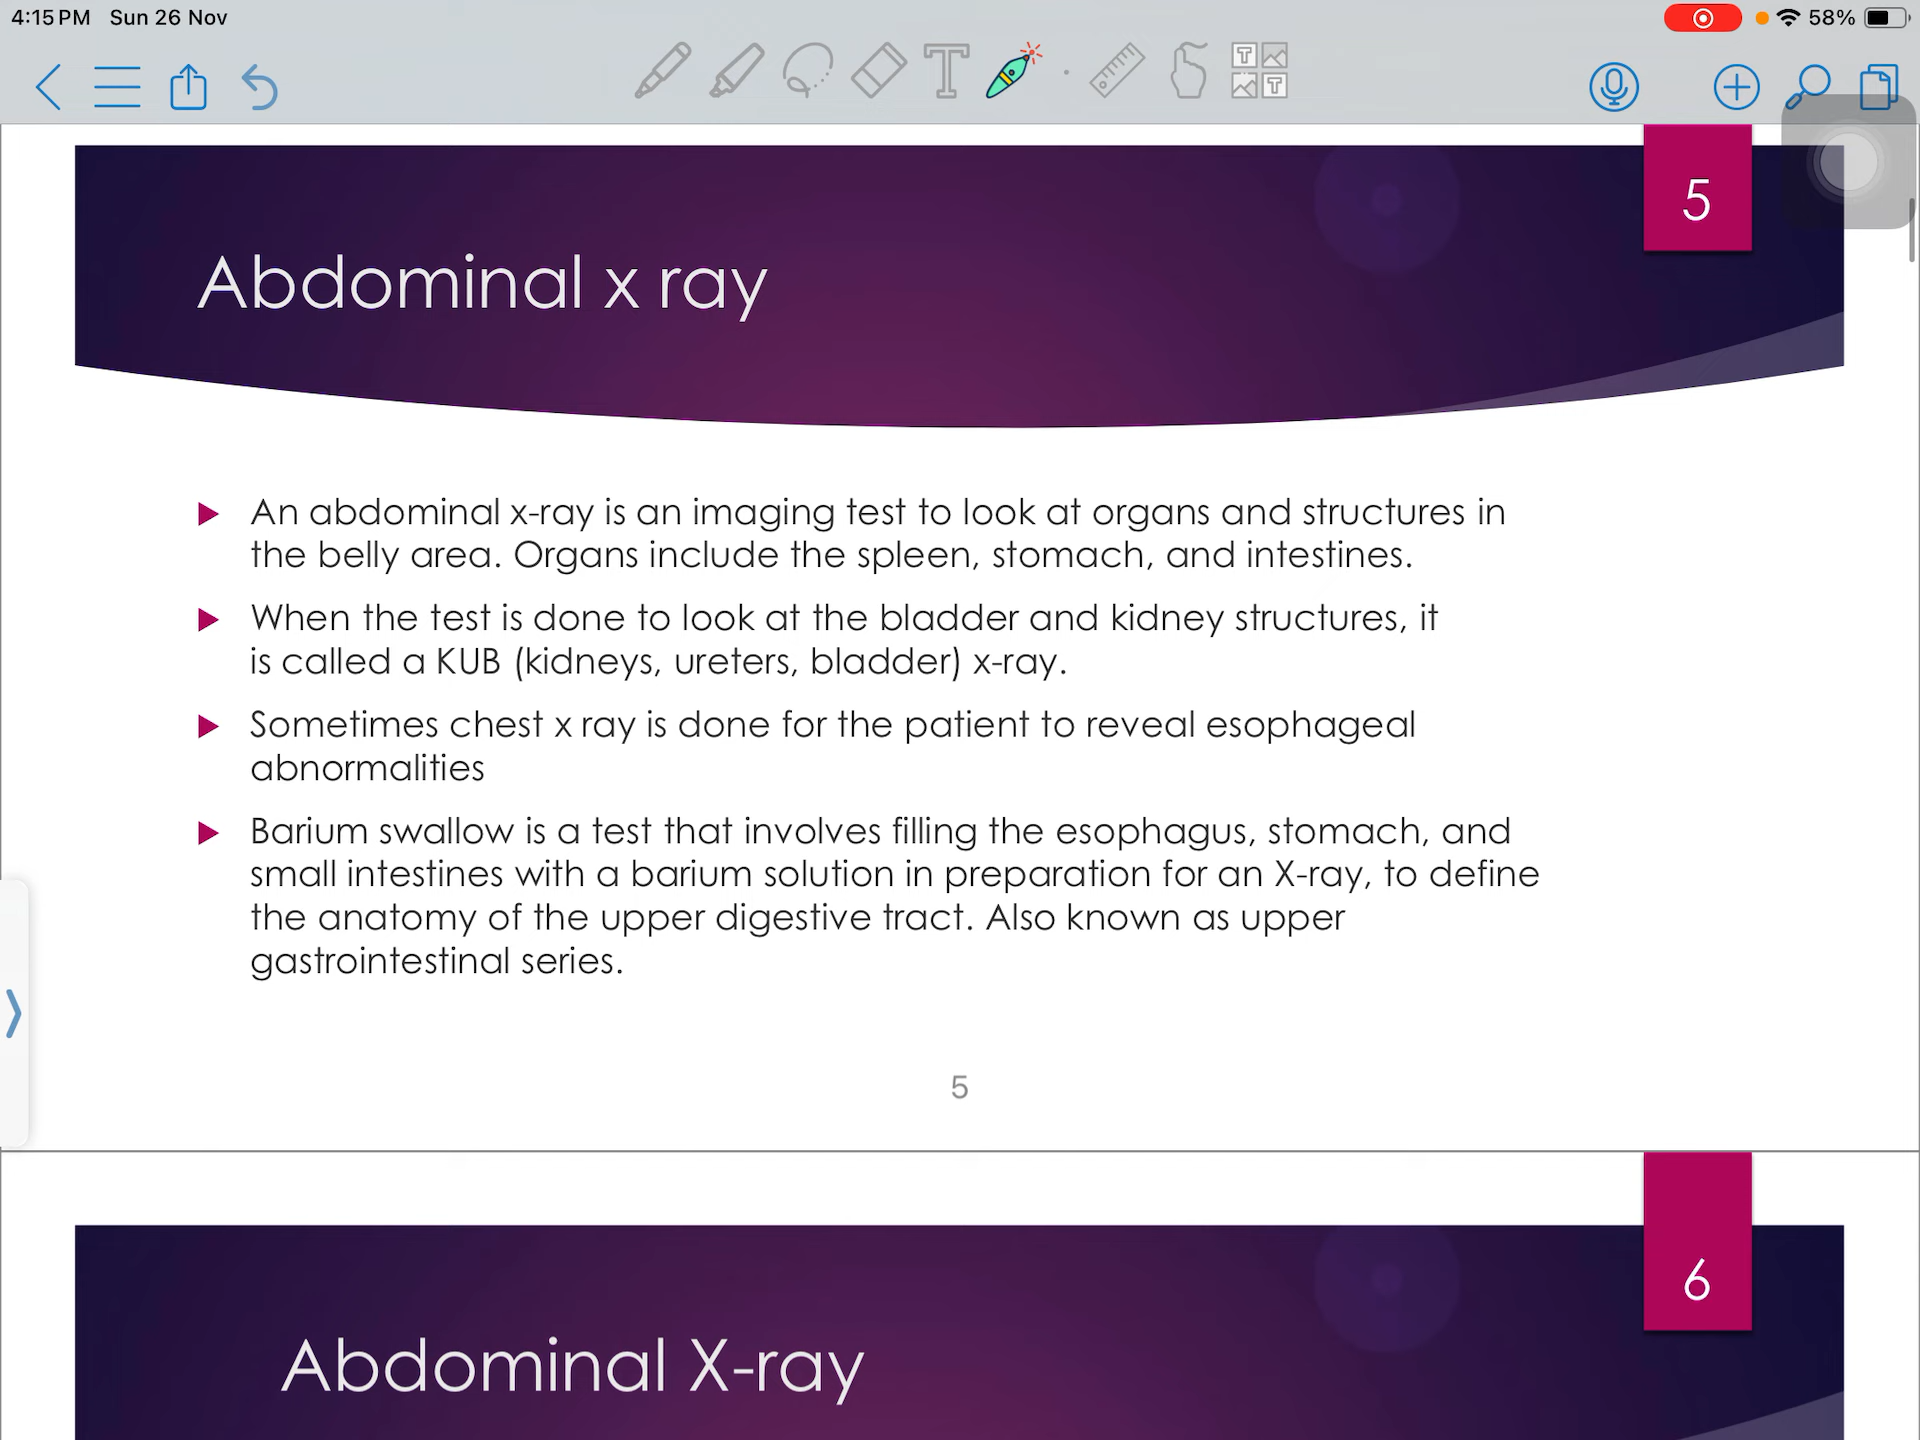 4:15 PM Sun 26 Nov
58%
5
Abdominal x ray
An abdominal x-ray is an imaging test to look at organs and structures in
the belly area. Organs include the spleen, stomach, and intestines.
When the test is done to look at the bladder and kidney structures, it
is called a KUB (kidneys, ureters, bladder) x-ray.
Sometimes chest x ray is done for the patient to reveal esophageal
abnormalities
Barium swallow is a test that involves filling the esophagus, stomach, and
small intestines with a barium solution in preparation for an X-ray, to define
the anatomy of the upper digestive tract. Also known as upper
gastrointestinal series.
5
6
Abdominal X-ray